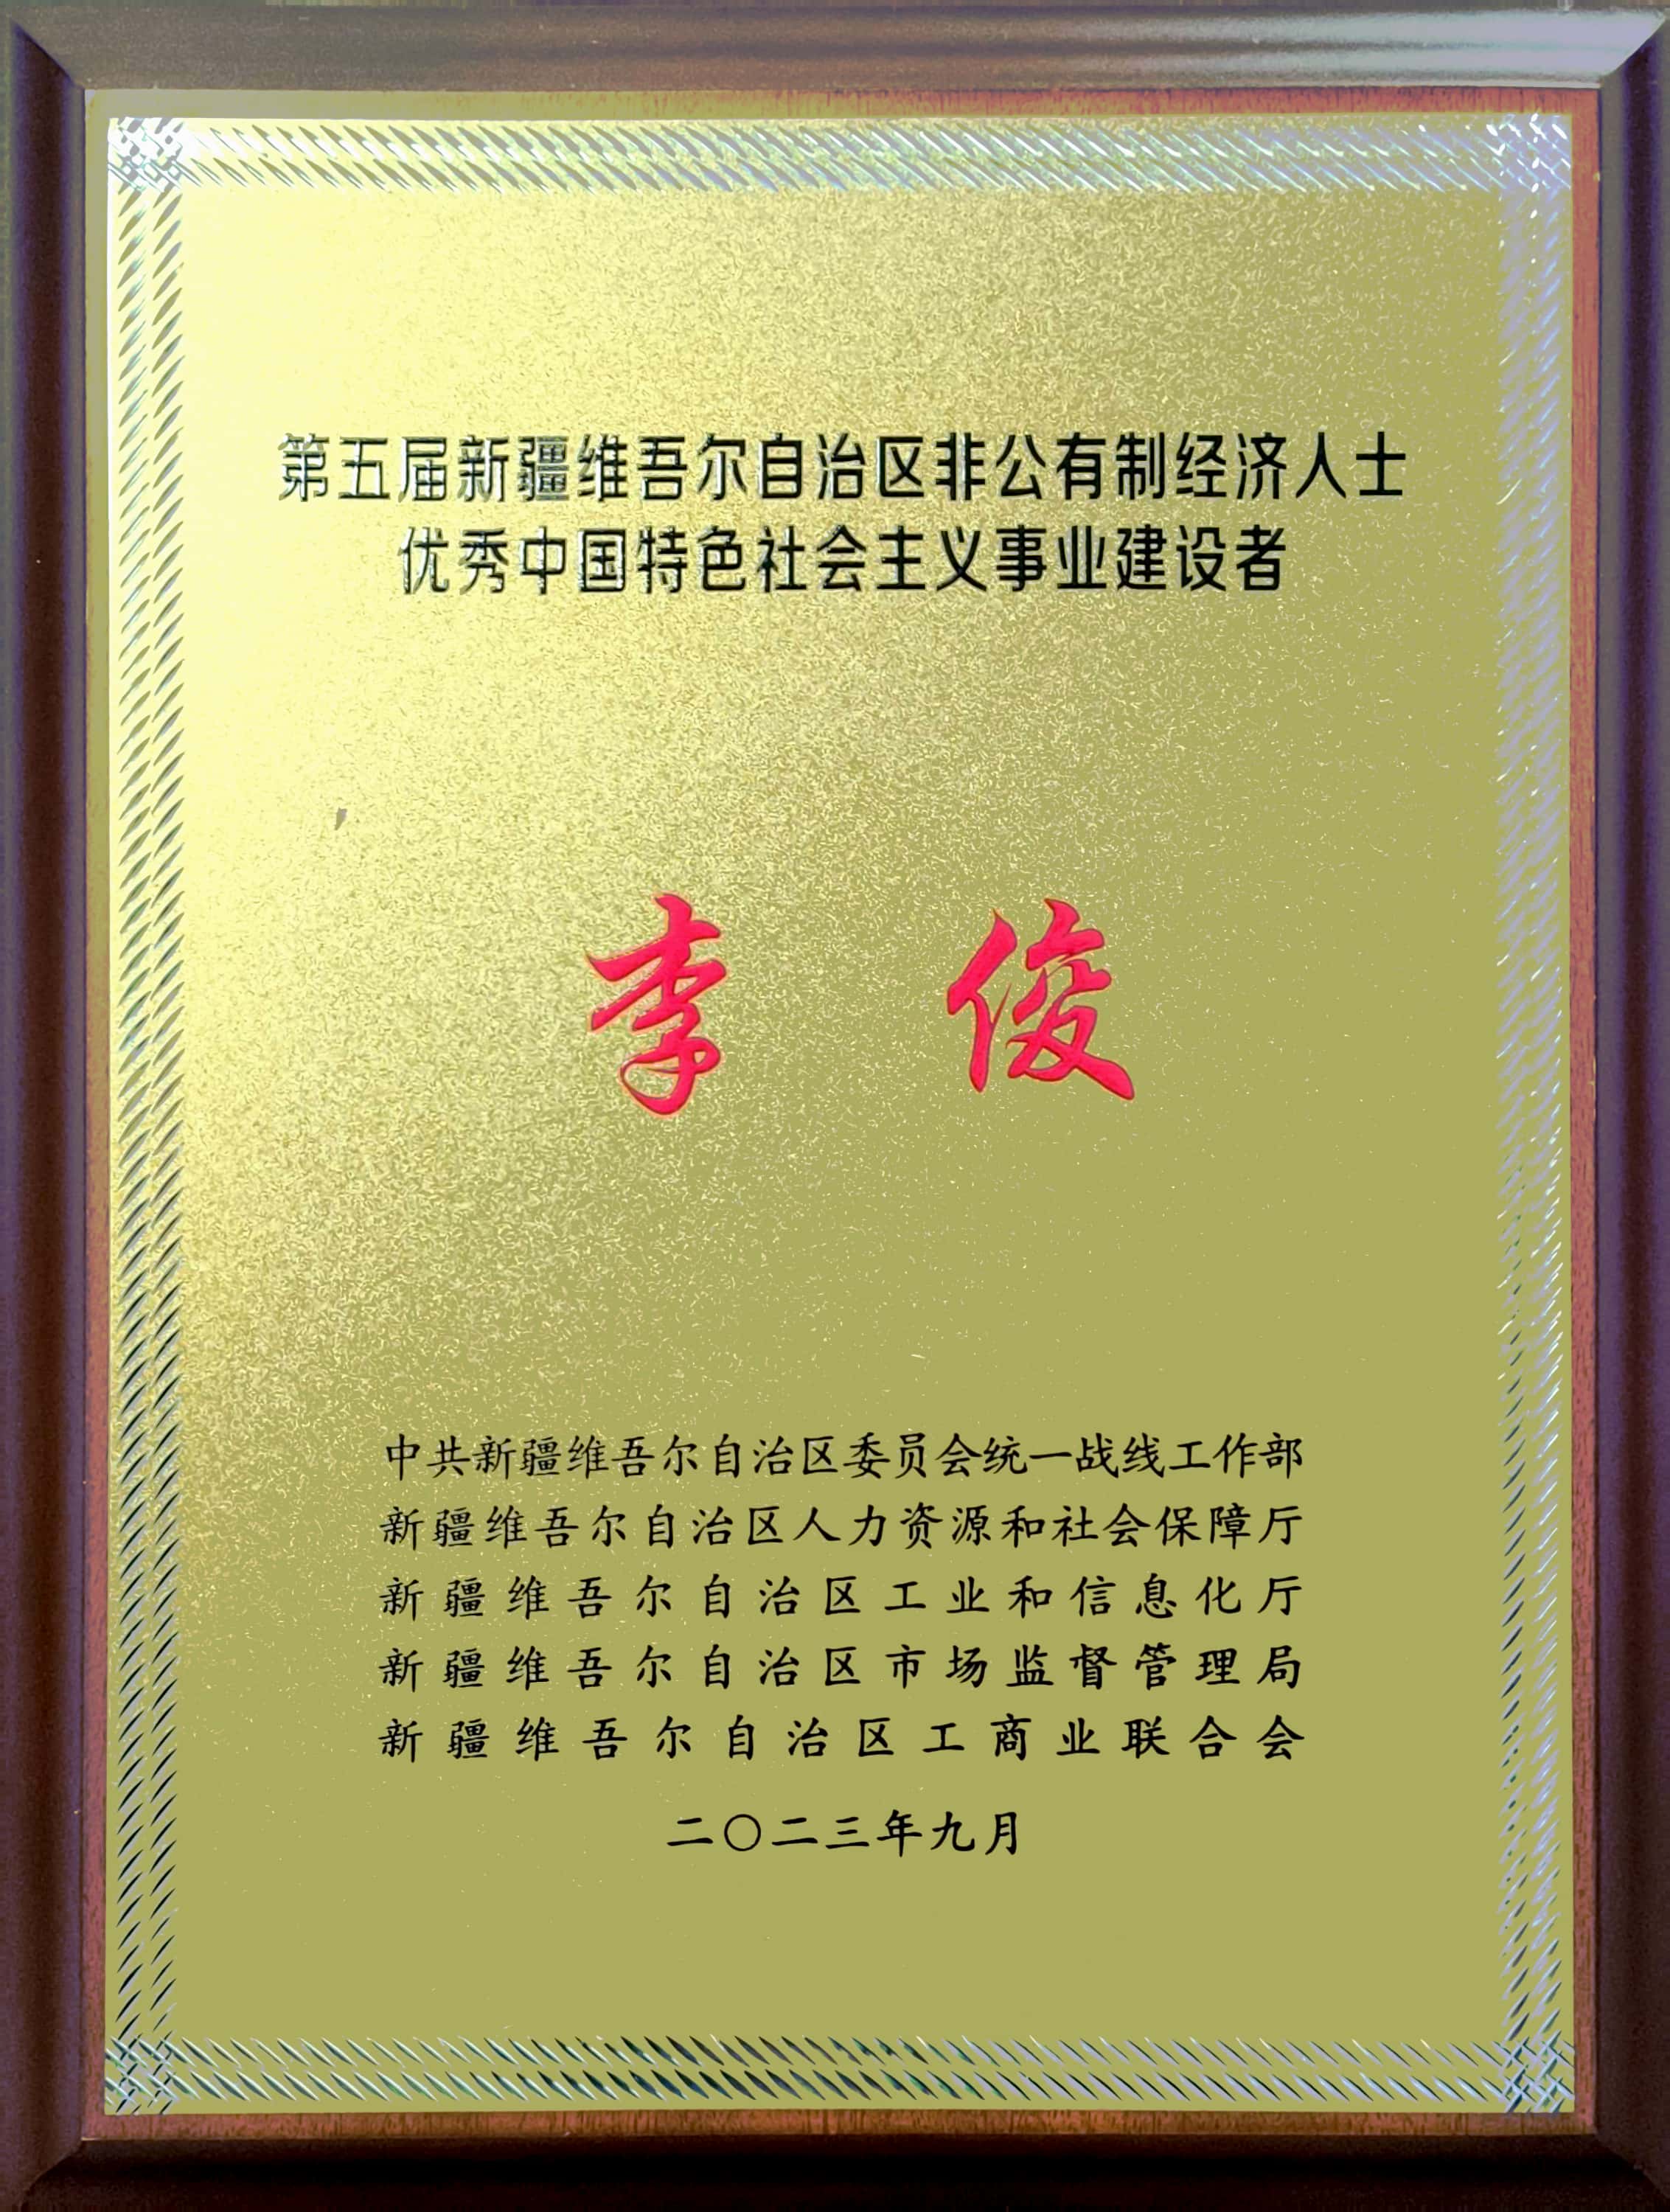 第五届新疆维吾尔自治区非公有制经济人士
优秀中国特色社会主义事业建设者
李 俊
中共新疆维吾尔自治区委员会统一战线工作部
新疆维吾尔自治区人力资源和社会保障厅
新疆维吾尔自治区工业和信息化厅
新疆维吾尔自治区市场监督管理局
新疆维吾尔自治区工商业联合会
二〇二三年九月